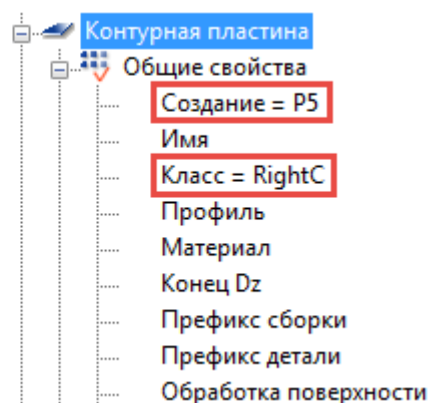 Контурная пластина
Общие свойства
Создание = P5
Имя
Класс = RightC
Профиль
Материал
Конец Dz
Префикс сборки
Префикс детали
Обработка поверхности